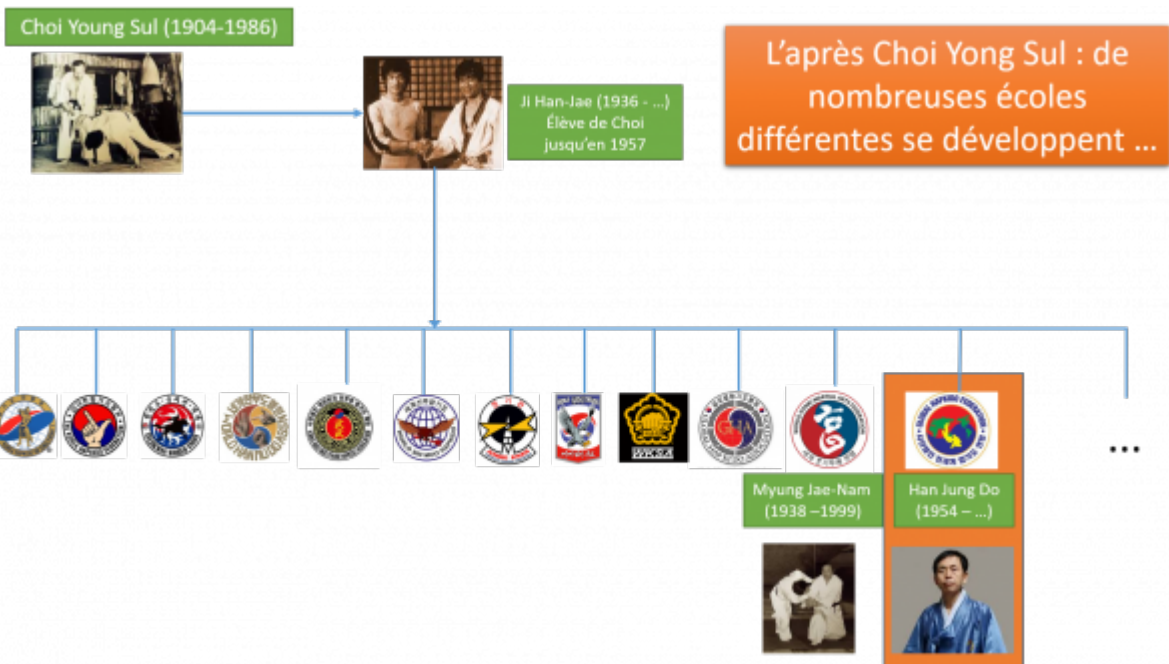 Choi Young Sul (1904-1986)
L'après Choi Yong Sul : de
nombreuses écoles
différentes se développent ...
Ji Han-Jae (1936 - ...)
Élève de Choi
jusqu'en 1957
GHA
...
Myung Jae-Nam
(1938 –1999)
Han Jung Do
(1954 – ...)